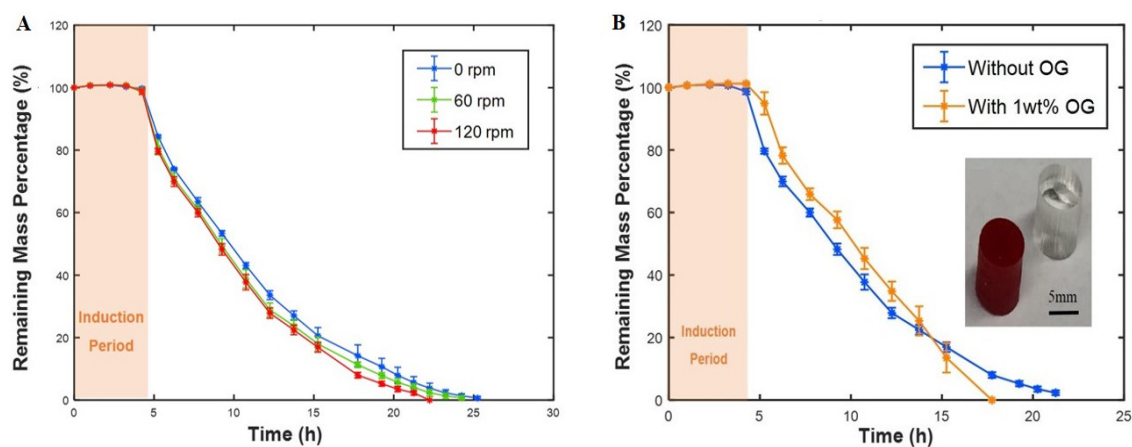 A
Remaining Mass Percentage (%)
120
100
80
60
40
20
0
Induction
Period
0 rpm
60 rpm
120 rpm
0
5
10
15
20
25
30
Time (h)
B
Remaining Mass Percentage (%)
120
100
80
60
40
20
0
Induction
Period
Without OG
With 1wt% OG
5mm
0
5
10
15
20
25
Time (h)